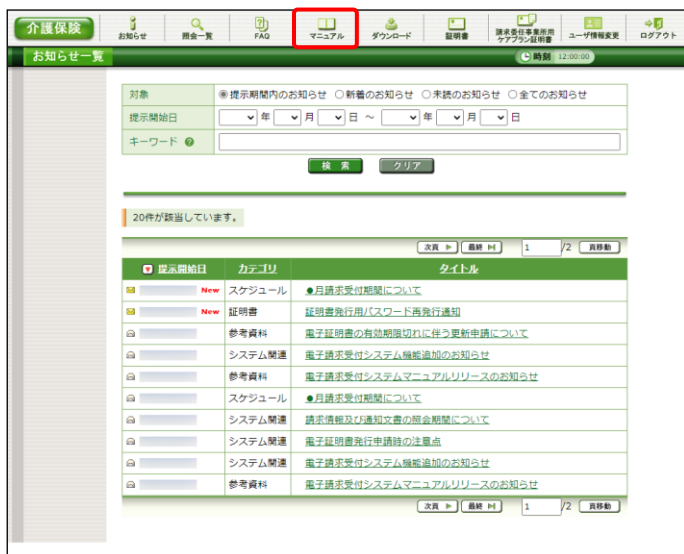 介護保険
お知らせ 照会一覧 FAQ マニュアル ダウンロード 証明書 請求委任事業所用 ケアプラン証明書 ユーザ情報変更 ログアウト
お知らせ一覧 時刻 12:00:00
対象 提示期間内のお知らせ 新着のお知らせ 未読のお知らせ 全てのお知らせ
提示開始日 年 月 日 ～ 年 月 日
キーワード ?
検 索 クリア
20件が該当しています。
次頁 最終 1 /2 頁移動
提示開始日 カテゴリ タイトル
New スケジュール ●月請求受付期間について
New 証明書 証明書発行用パスワード再発行通知
参考資料 電子証明書の有効期限切れに伴う更新申請について
システム関連 電子請求受付システム機能追加のお知らせ
参考資料 電子請求受付システムマニュアルリリースのお知らせ
スケジュール ●月請求受付期間について
システム関連 請求情報及び通知文書の照会期間について
システム関連 電子証明書発行申請時の注意点
システム関連 電子請求受付システム機能追加のお知らせ
参考資料 電子請求受付システムマニュアルリリースのお知らせ
次頁 最終 1 /2 頁移動